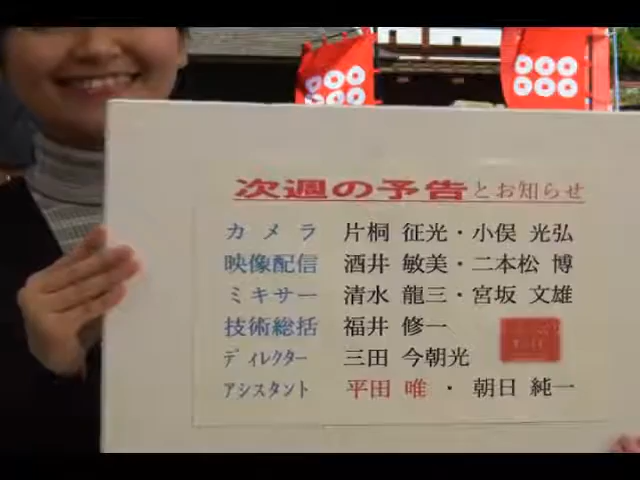 次週の予告とお知らせ
カメラ 片桐 征光・小俣 光弘
映像配信 酒井 敏美・二本松 博
ミキサー 清水 龍三・宮坂 文雄
技術総括 福井 修一
ディレクター 三田 今朝光
アシスタント 平田 唯・朝日 純一